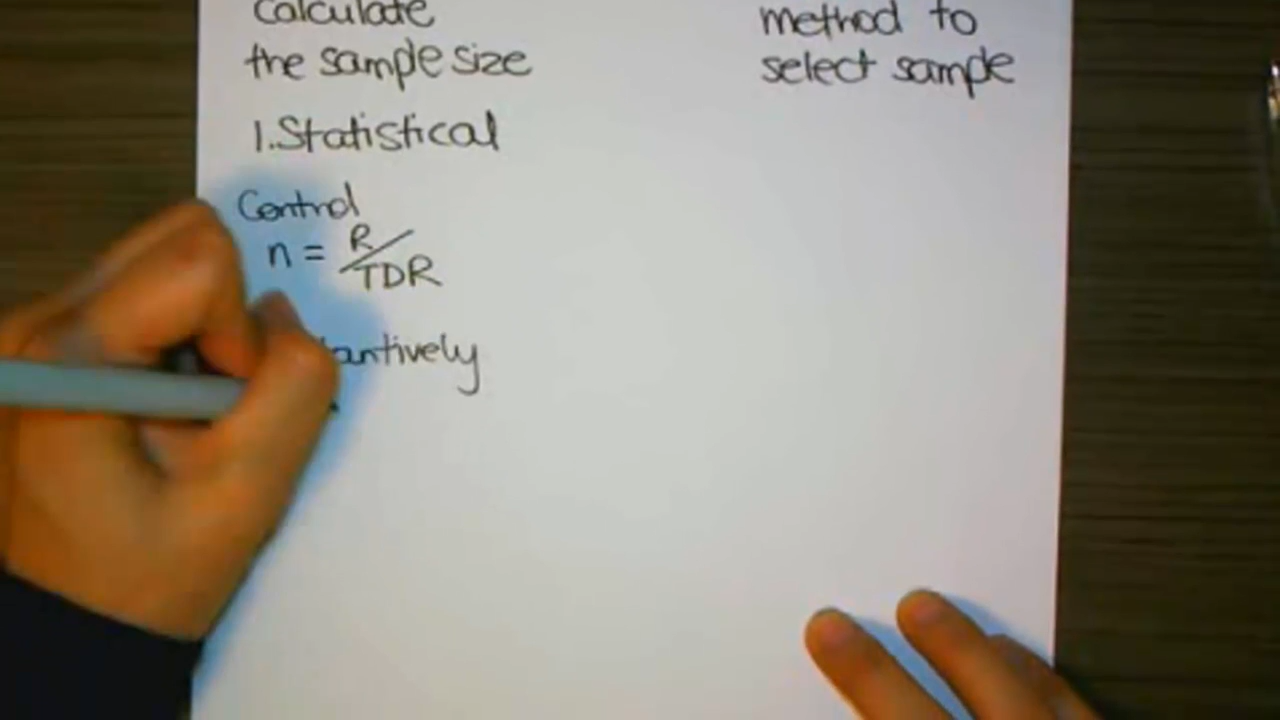 Calculate
the sample size
method to
select sample
1.Statistical
Control
n = R/TDR